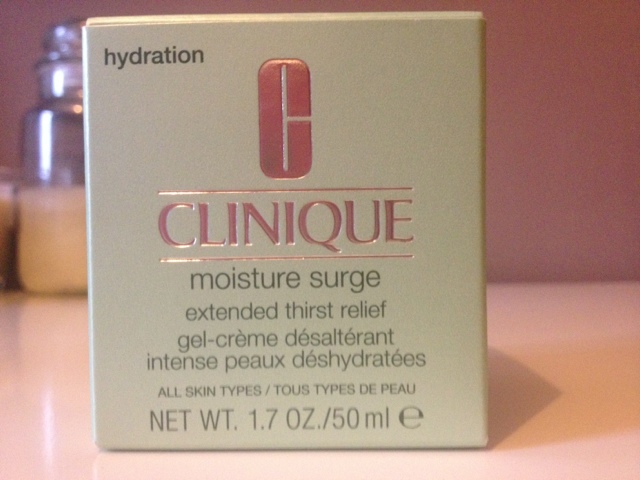 hydration
CLINIQUE
moisture surge
extended thirst relief
gel-crème désaltérant
intense peaux déshydratées
ALL SKIN TYPES / TOUS TYPES DE PEAU
NET WT. 1.7 OZ./50 ml ℮